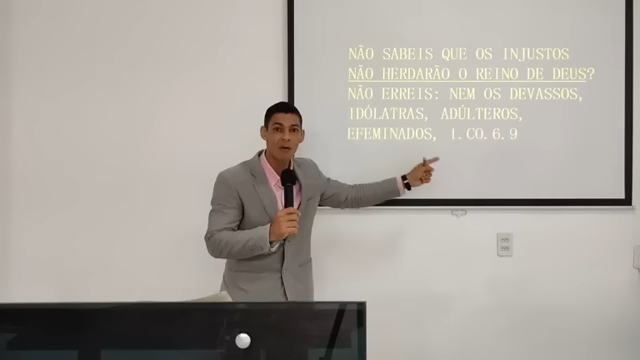 NÃO SABEIS QUE OS INJUSTOS
NÃO HERDARÃO O REINO DE DEUS?
NÃO ERREIS: NEM OS DEVASSOS,
IDÓLATRAS, ADÚLTEROS,
EFEMINADOS, 1.CO.6.9